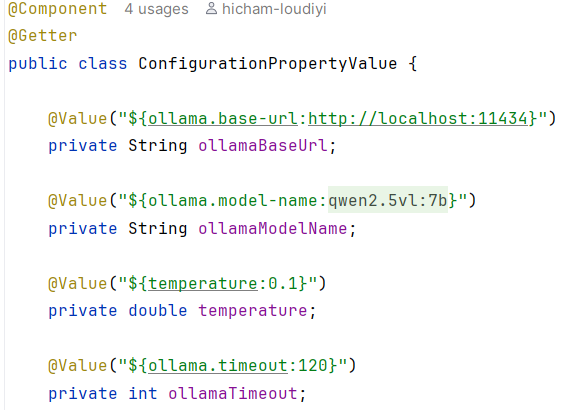 @Component 4 usages hicham-loudiyi
@Getter
public class ConfigurationPropertyValue {
@Value("${ollama.base-url:http://localhost:11434}")
private String ollamaBaseUrl;
@Value("${ollama.model-name:qwen2.5vl:7b}")
private String ollamaModelName;
@Value("${temperature:0.1}")
private double temperature;
@Value("${ollama.timeout:120}")
private int ollamaTimeout;